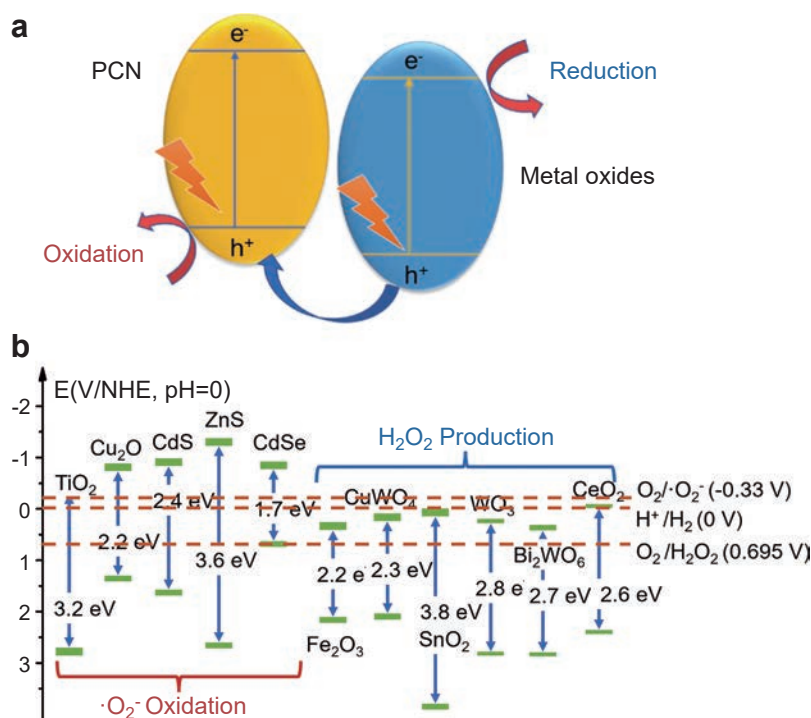 a
e-
PCN
e-
Reduction
Metal oxides
Oxidation
h+
h+
b
E(V/NHE, pH=0)
-2
-1
0
1
2
3
TiO2
Cu2O
CdS
ZnS
CdSe
H2O2 Production
CuWO4
WO3
CeO2
O2/·O2- (-0.33 V)
H+/H2 (0 V)
O2/H2O2 (0.695 V)
Bi2WO6
Fe2O3
SnO2
3.2 eV
2.2 eV
2.4 eV
3.6 eV
1.7 eV
2.2 e
2.3 eV
3.8 eV
2.8 e
2.7 eV
2.6 eV
·O2- Oxidation